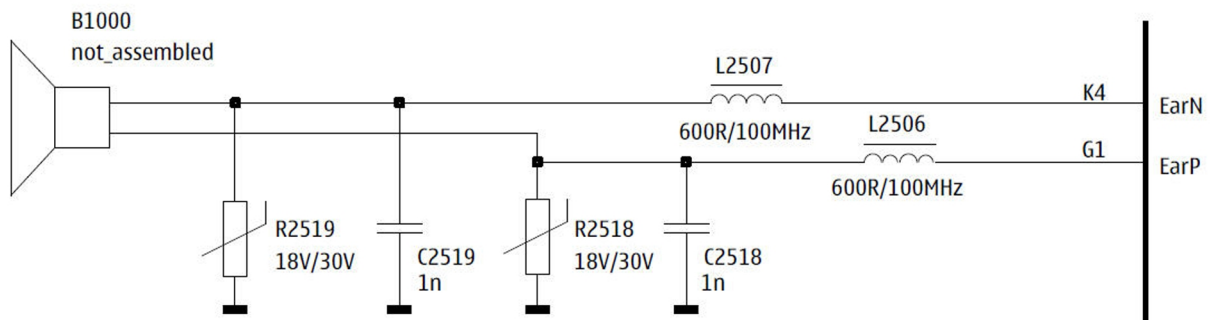 B1000
not_assembled
L2507
600R/100MHz
K4
EarN
L2506
600R/100MHz
G1
EarP
R2519
18V/30V
C2519
1n
R2518
18V/30V
C2518
1n